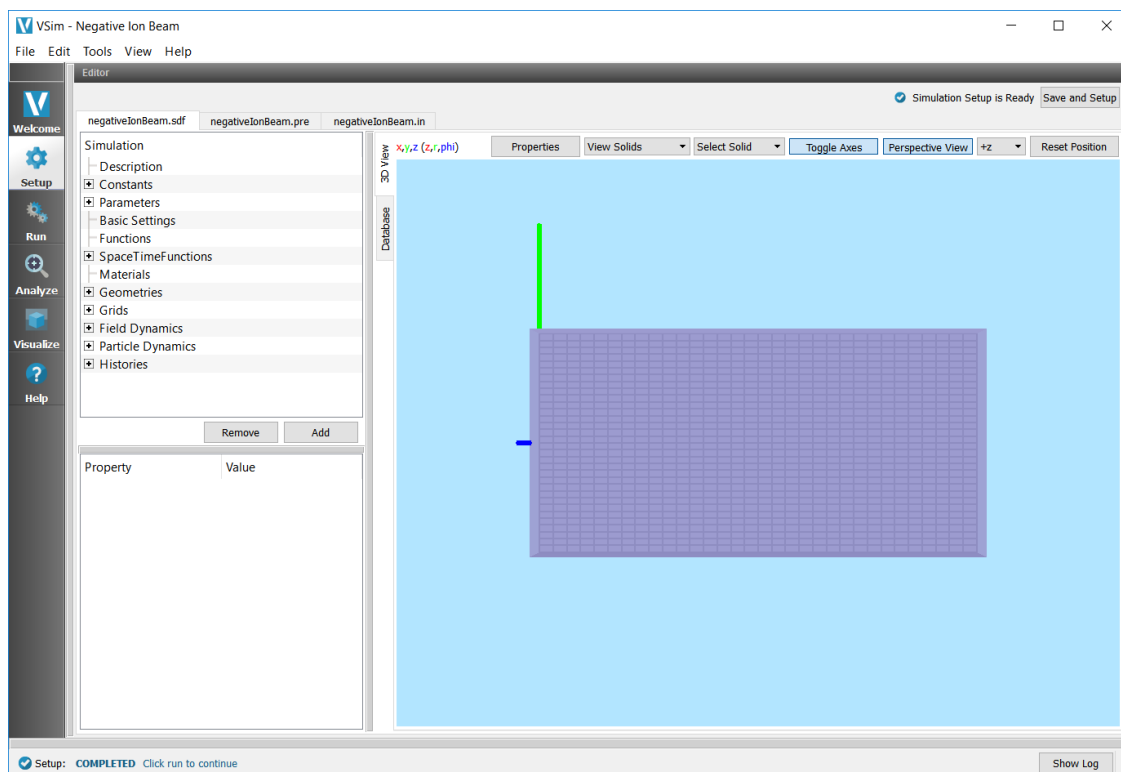 VSim - Negative Ion Beam
File Edit Tools View Help
Editor
Simulation Setup is Ready Save and Setup
Welcome
Setup
Run
Analyze
Visualize
Help
negativeIonBeam.sdf negativeIonBeam.pre negativeIonBeam.in
Simulation
Description
Constants
Parameters
Basic Settings
Functions
SpaceTimeFunctions
Materials
Geometries
Grids
Field Dynamics
Particle Dynamics
Histories
Remove Add
Property Value
3D View
Database
x,y,z (z,r,phi) Properties View Solids Select Solid Toggle Axes Perspective View +z Reset Position
Setup: COMPLETED Click run to continue Show Log